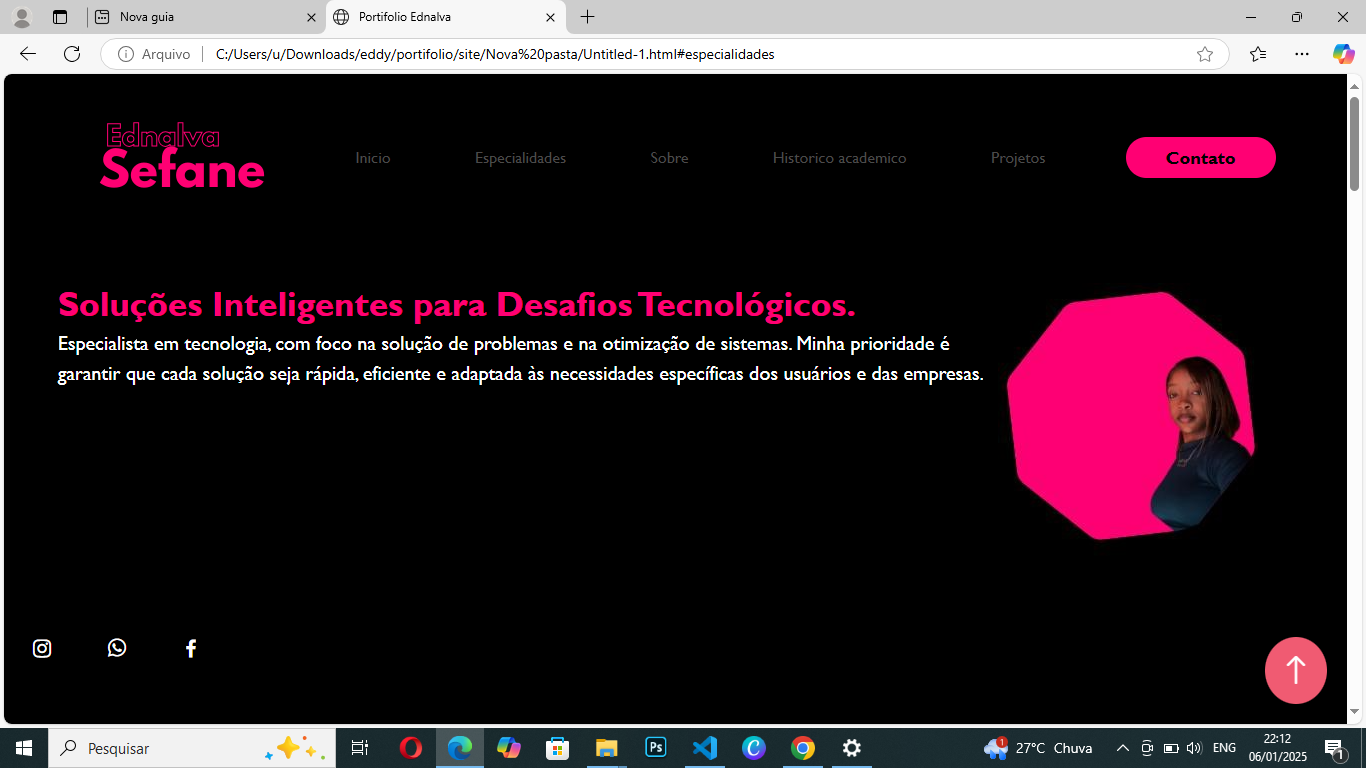 Nova guia
Portifolio Ednalva
Arquivo
C:/Users/u/Downloads/eddy/portifolio/site/Nova%20pasta/Untitled-1.html#especialidades
Ednalva
Sefane
Inicio
Especialidades
Sobre
Historico academico
Projetos
Contato
Soluções Inteligentes para Desafios Tecnológicos.
Especialista em tecnologia, com foco na solução de problemas e na otimização de sistemas. Minha prioridade é
garantir que cada solução seja rápida, eficiente e adaptada às necessidades específicas dos usuários e das empresas.
Pesquisar
Ps
1
27°C Chuva
ENG
22:12
06/01/2025
1